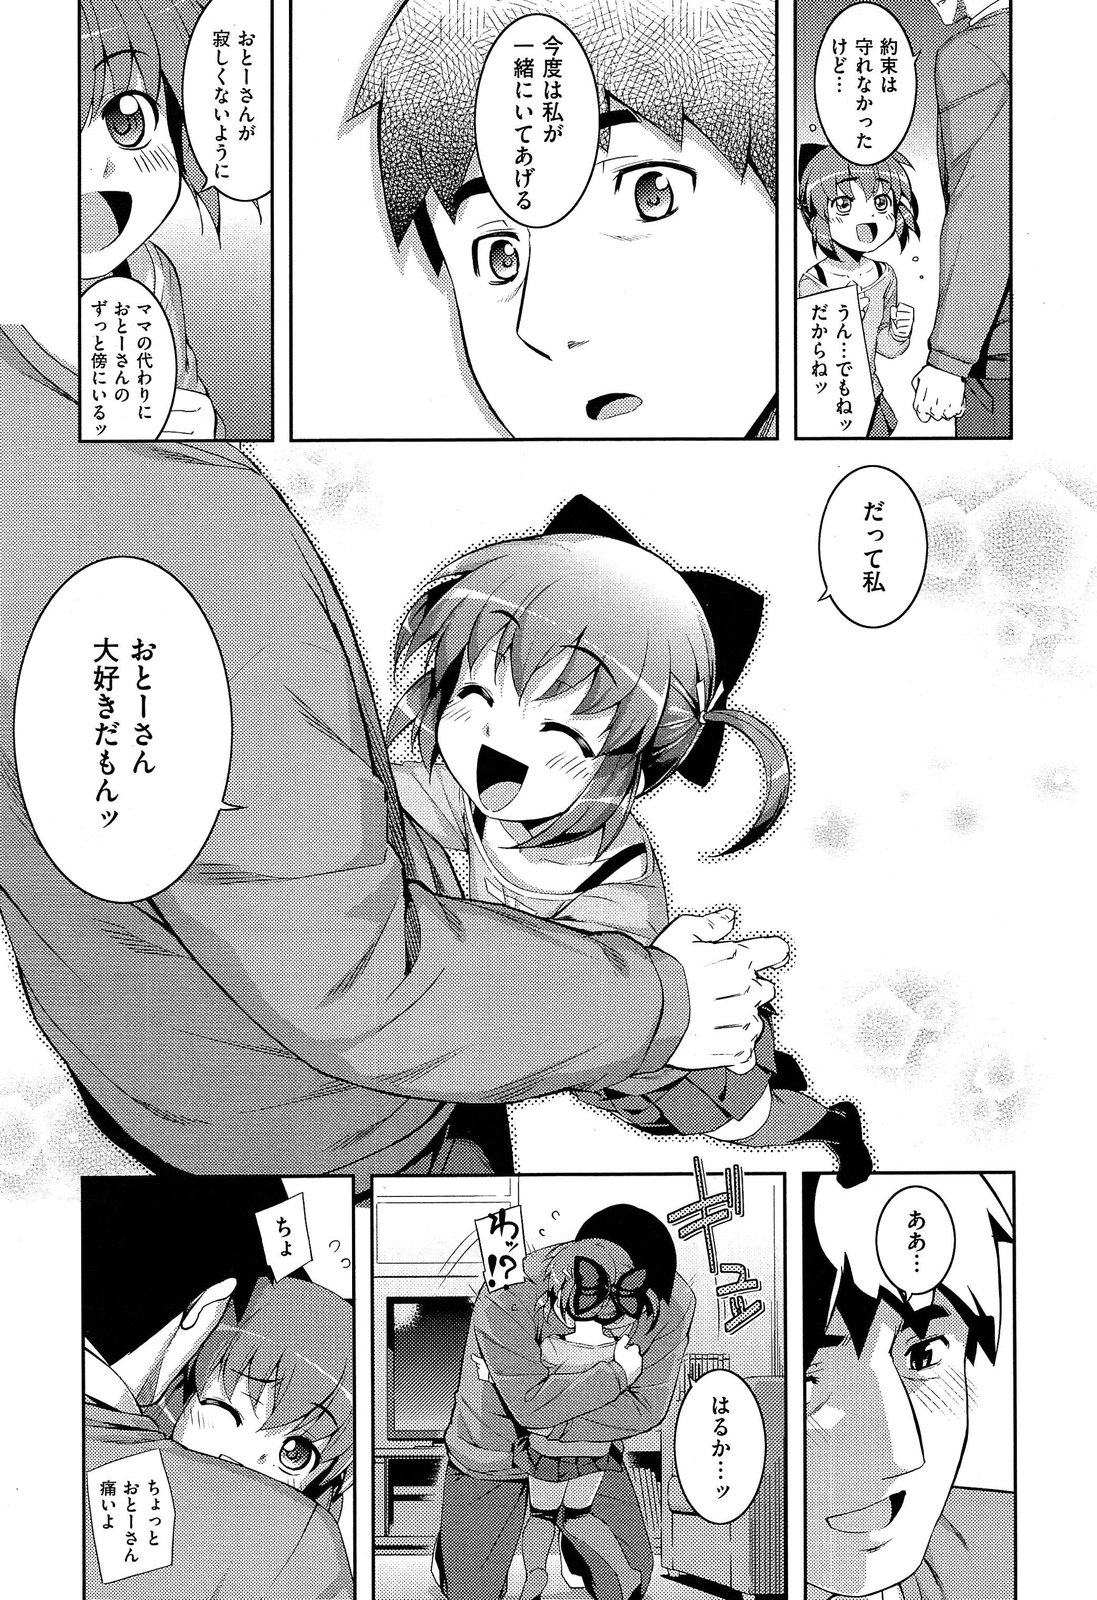 約束は
守れなかった
けど…
うん…でもねッ
だからねッ
今度は私が
一緒にいてあげる
おとーさんが
寂しくないように
ママの代わりに
おとーさんの
ずっと傍にいるッ
だって私
おとーさん
大好きだもんッ
ああ…
ギュッ
わッ!?
はるか…ッ
ちょ
ちょっと
おとーさん
痛いよ